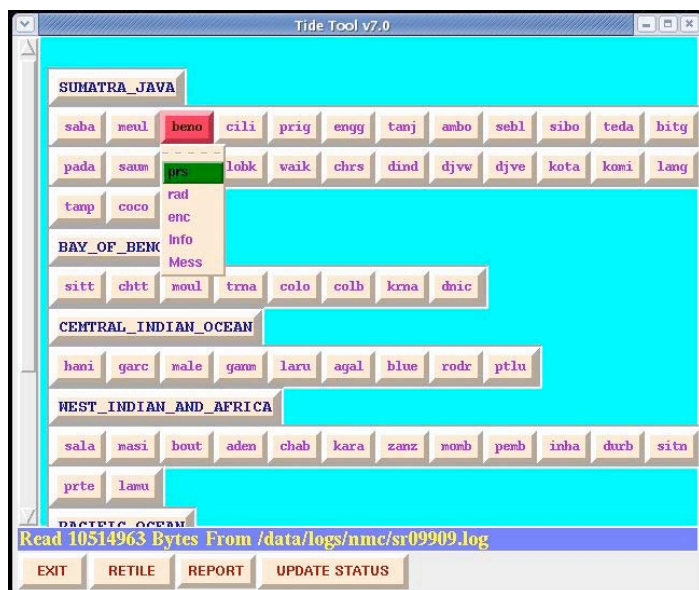 Tide Tool v7.0
SUMATRA_JAVA
saba meul beno cili prig engg tanj ambo sebl sibo teda bitg
pada saum lobk waik chrs dind djvw djve kota komi lang
prs
tanp coco
rad
enc
Info
Mess
BAY_OF_BENG
sitt chtt moul trna colo colb krna dnic
CEMTRAL_INDIAN_OCEAN
hani garc male ganm laru agal blue rodr ptlu
WEST_INDIAN_AND_AFRICA
sala masi bout aden chab kara zanz momb pemb inha durb sitn
prte lamu
PACIFIC_OCEAN
Read 10514963 Bytes From /data/logs/nmc/sr09909.log
EXIT RETILE REPORT UPDATE STATUS